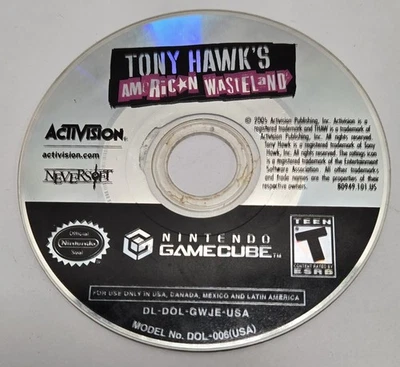 TONY HAWK'S
AMERICAN WASTELAND
ACTIVISION®
activision.com
NEVERSOFT
© 2005 Activision Publishing, Inc. Activision is a
registered trademark and THAW is a trademark of
Activision Publishing, Inc. All rights reserved.
Tony Hawk is a registered trademark of Tony
Hawk, Inc. All rights reserved. The ratings icon
is a registered trademark of the Entertainment
Software Association. All other trademarks
and trade names are the properties of their
respective owners. 80949.101.US
Official
Nintendo
Seal
NINTENDO
GAMECUBE™
TEEN
T
CONTENT RATED BY
ESRB
FOR USE ONLY IN USA, CANADA, MEXICO AND LATIN AMERICA
DL-DOL-GWJE-USA
MODEL No. DOL-006(USA)